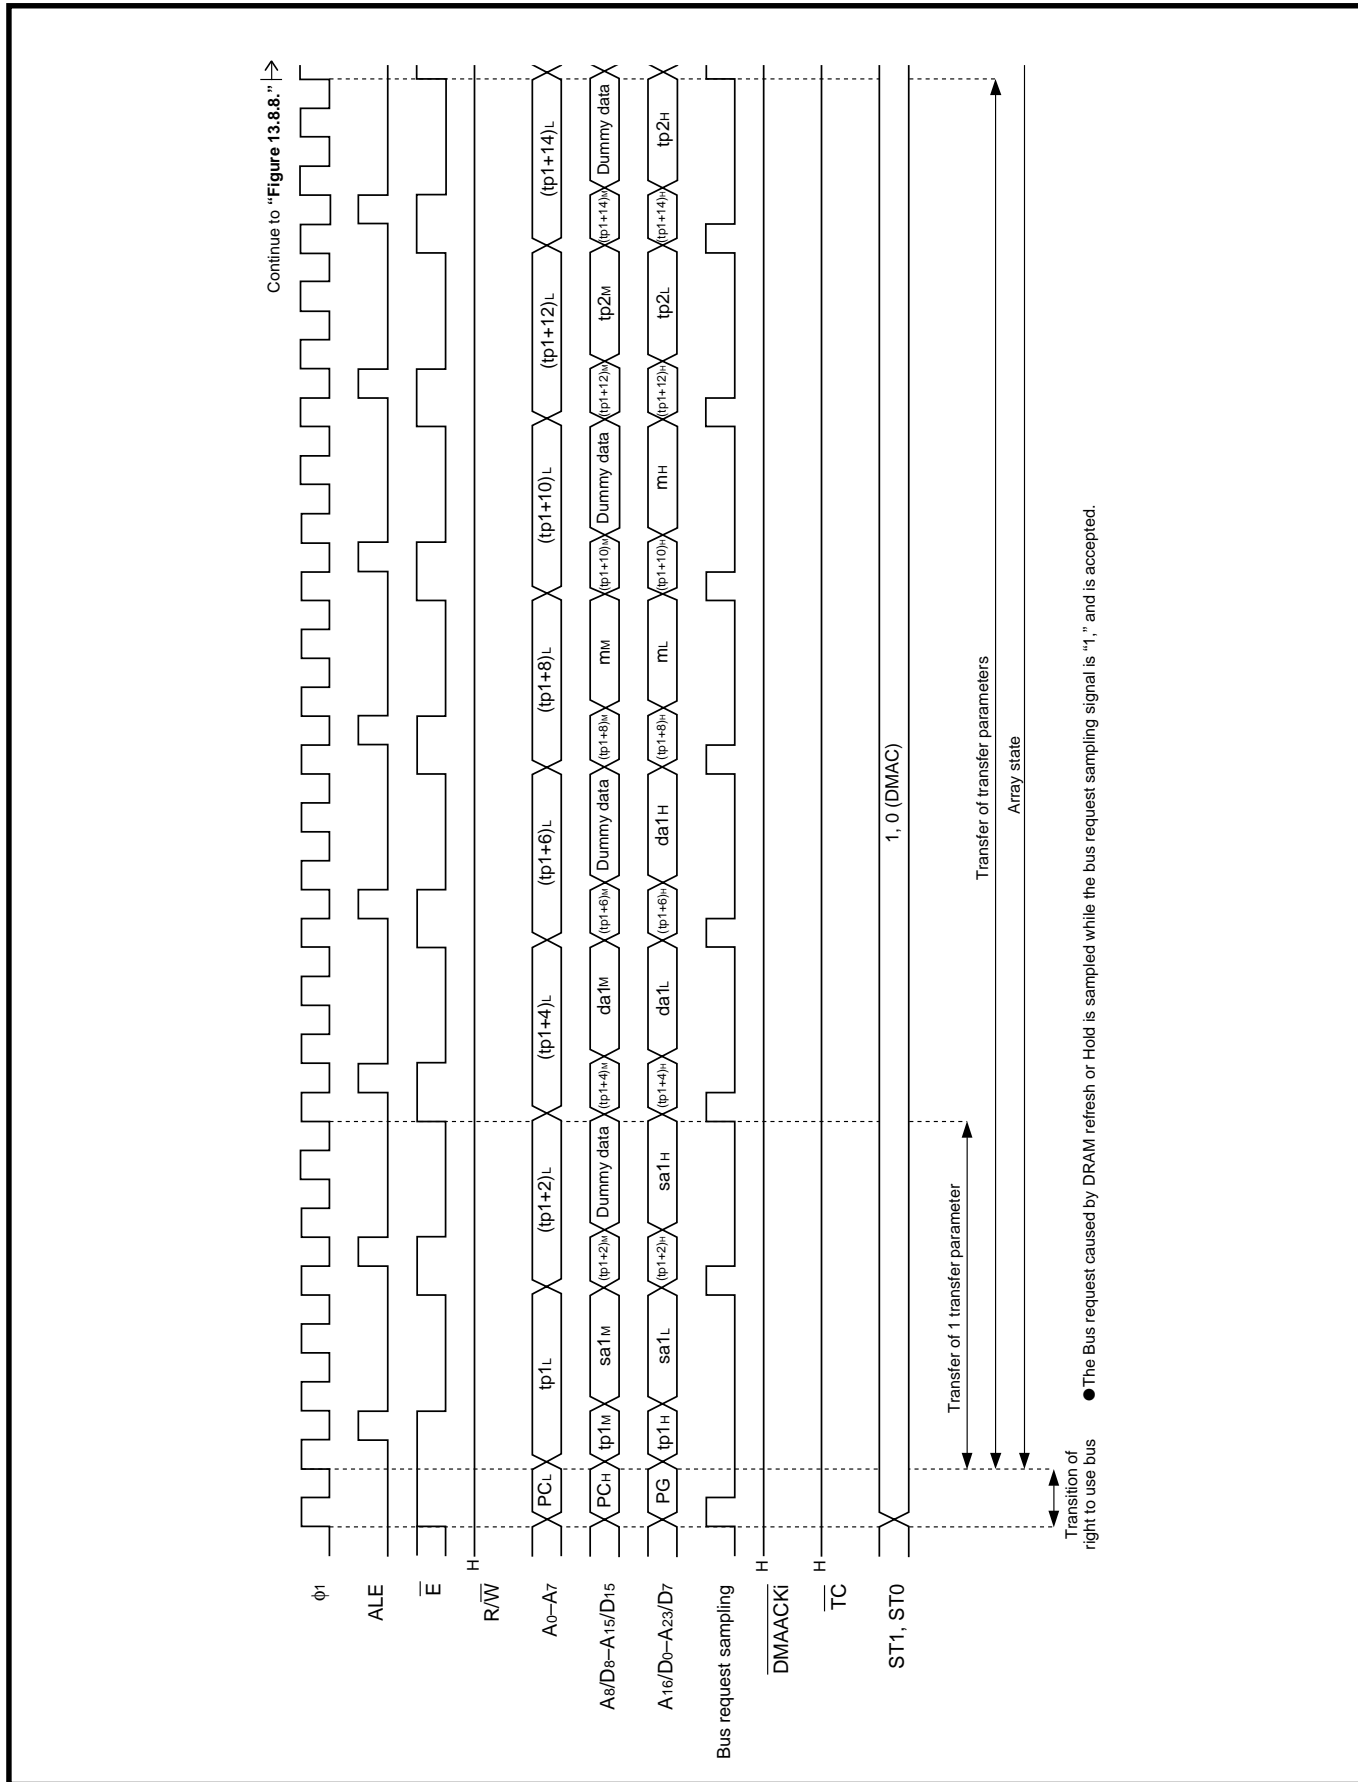 Continue to “Figure 13.8.8.”
ϕ1
ALE
E
R/W H
A0–A7 PCL tp1L (tp1+2)L (tp1+4)L (tp1+6)L (tp1+8)L (tp1+10)L (tp1+12)L (tp1+14)L
A8/D8–A15/D15 PCH tp1M sa1M (tp1+2)M Dummy data (tp1+4)M da1M (tp1+6)M Dummy data (tp1+8)M mM (tp1+10)M Dummy data (tp1+12)M tp2M (tp1+14)M Dummy data
A16/D0–A23/D7 PG tp1H sa1L (tp1+2)H sa1H (tp1+4)H da1L (tp1+6)H da1H (tp1+8)H mL (tp1+10)H mH (tp1+12)H tp2L (tp1+14)H tp2H
Bus request sampling
DMAACKi H
TC H
ST1, ST0 1, 0 (DMAC)
Transfer of 1 transfer parameter
Transfer of transfer parameters
Array state
Transition of
right to use bus
●The Bus request caused by DRAM refresh or Hold is sampled while the bus request sampling signal is “1,” and is accepted.